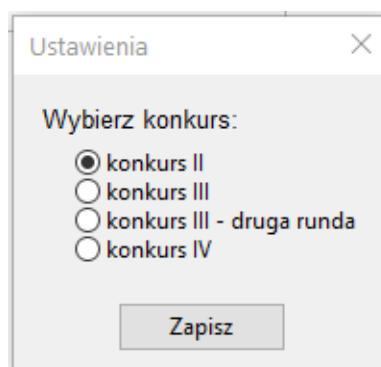 Ustawienia
Wybierz konkurs:
konkurs II
konkurs III
konkurs III - druga runda
konkurs IV
Zapisz